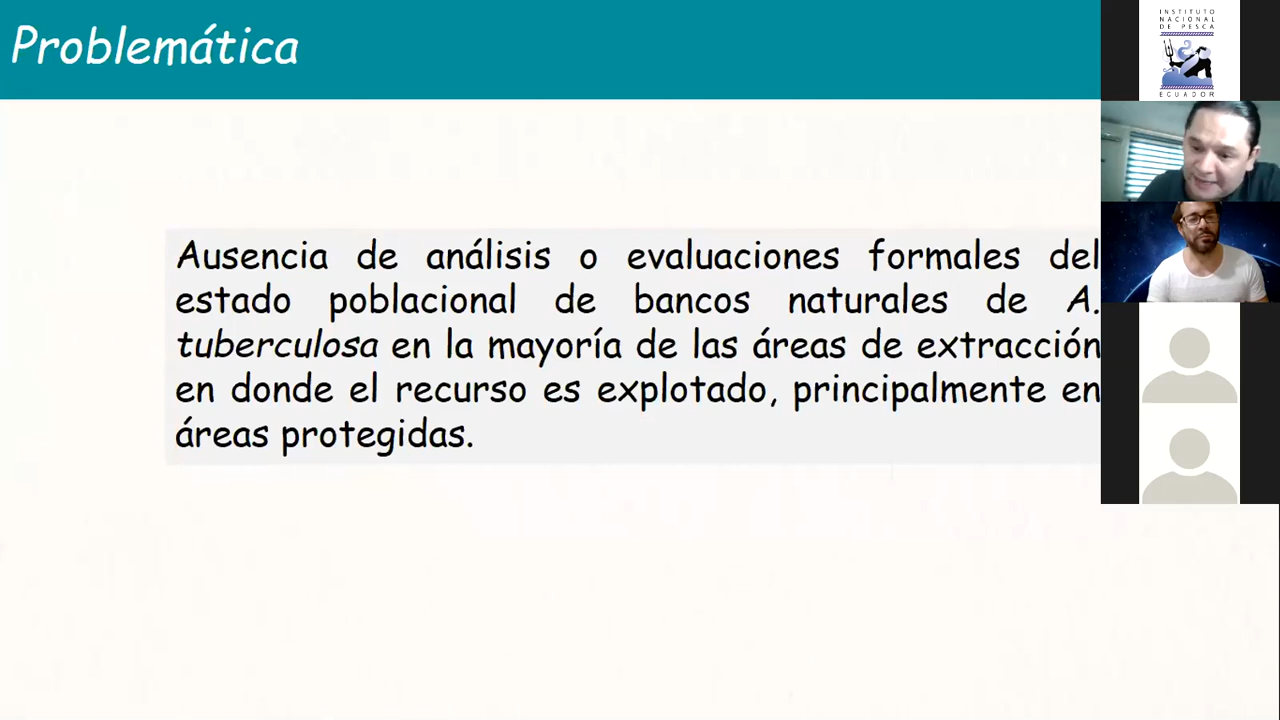 Problemática
Ausencia de análisis o evaluaciones formales del
estado poblacional de bancos naturales de A.
tuberculosa en la mayoría de las áreas de extracción
en donde el recurso es explotado, principalmente en
áreas protegidas.
INSTITUTO
NACIONAL
DE PESCA
ECUADOR